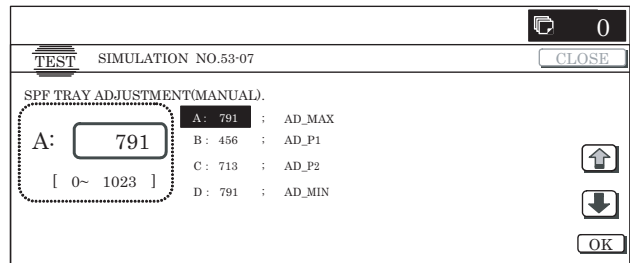 0
TEST SIMULATION NO.53-07 CLOSE
SPF TRAY ADJUSTMENT(MANUAL).
A: 791
[ 0~ 1023 ]
A : 791 ; AD_MAX
B : 456 ; AD_P1
C : 713 ; AD_P2
D : 791 ; AD_MIN
OK